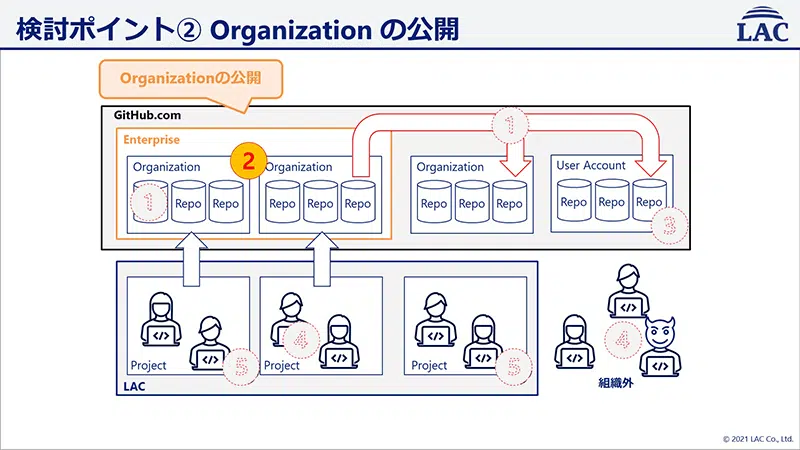 検討ポイント② Organization の公開
LAC
Organizationの公開
GitHub.com
Enterprise
①
Organization
2
Organization
Organization
User Account
①
Repo
Repo
Repo
Repo
Repo
Repo
Repo
Repo
Repo
Repo
Repo
③
④
④
Project
⑤
Project
Project
⑤
LAC
組織外
© 2021 LAC Co., Ltd.